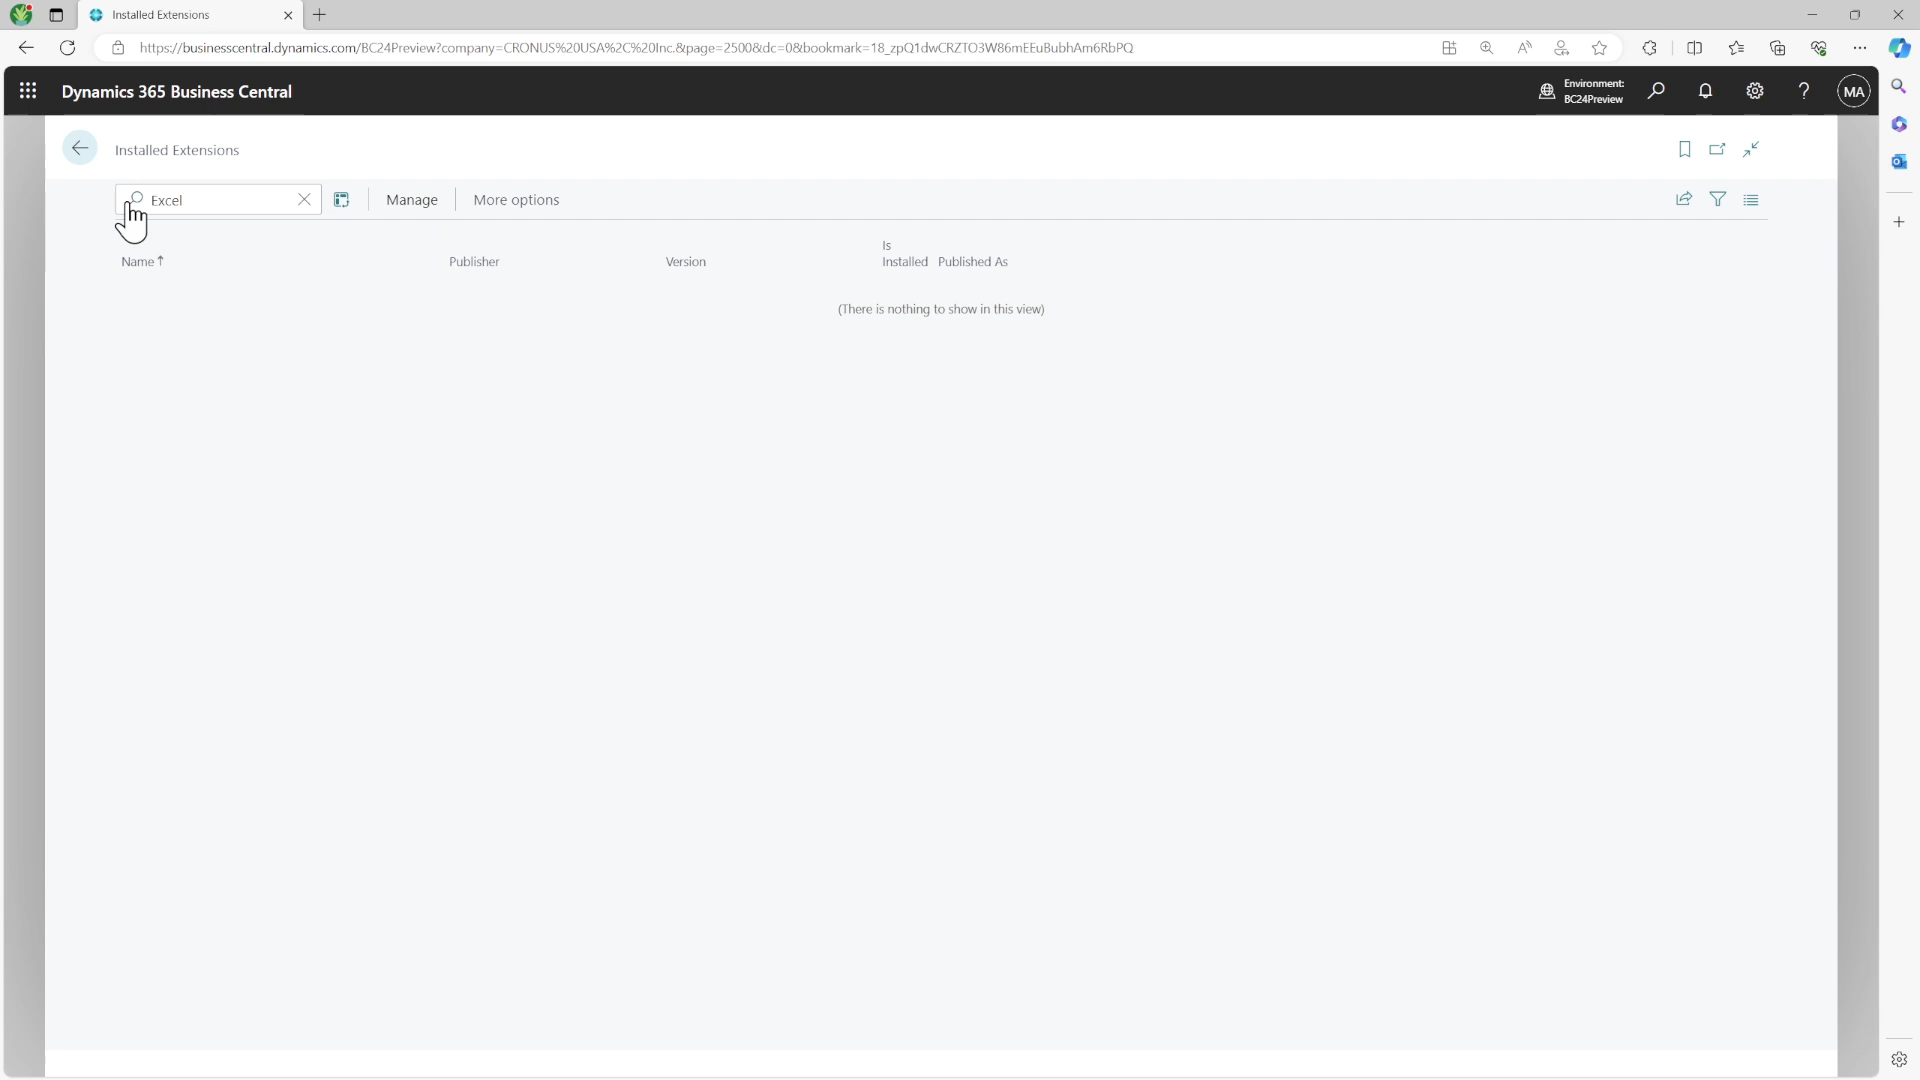 Installed Extensions
https://businesscentral.dynamics.com/BC24Preview?company=CRONUS%20USA%2C%20Inc.&page=2500&dc=0&bookmark=18_zpQ1dwCRZTO3W86mEEuBubhAm6RbPQ
Dynamics 365 Business Central
Environment:
BC24Preview
MA
Installed Extensions
Excel
Manage
More options
Name ↑
Publisher
Version
Is
Installed
Published As
(There is nothing to show in this view)